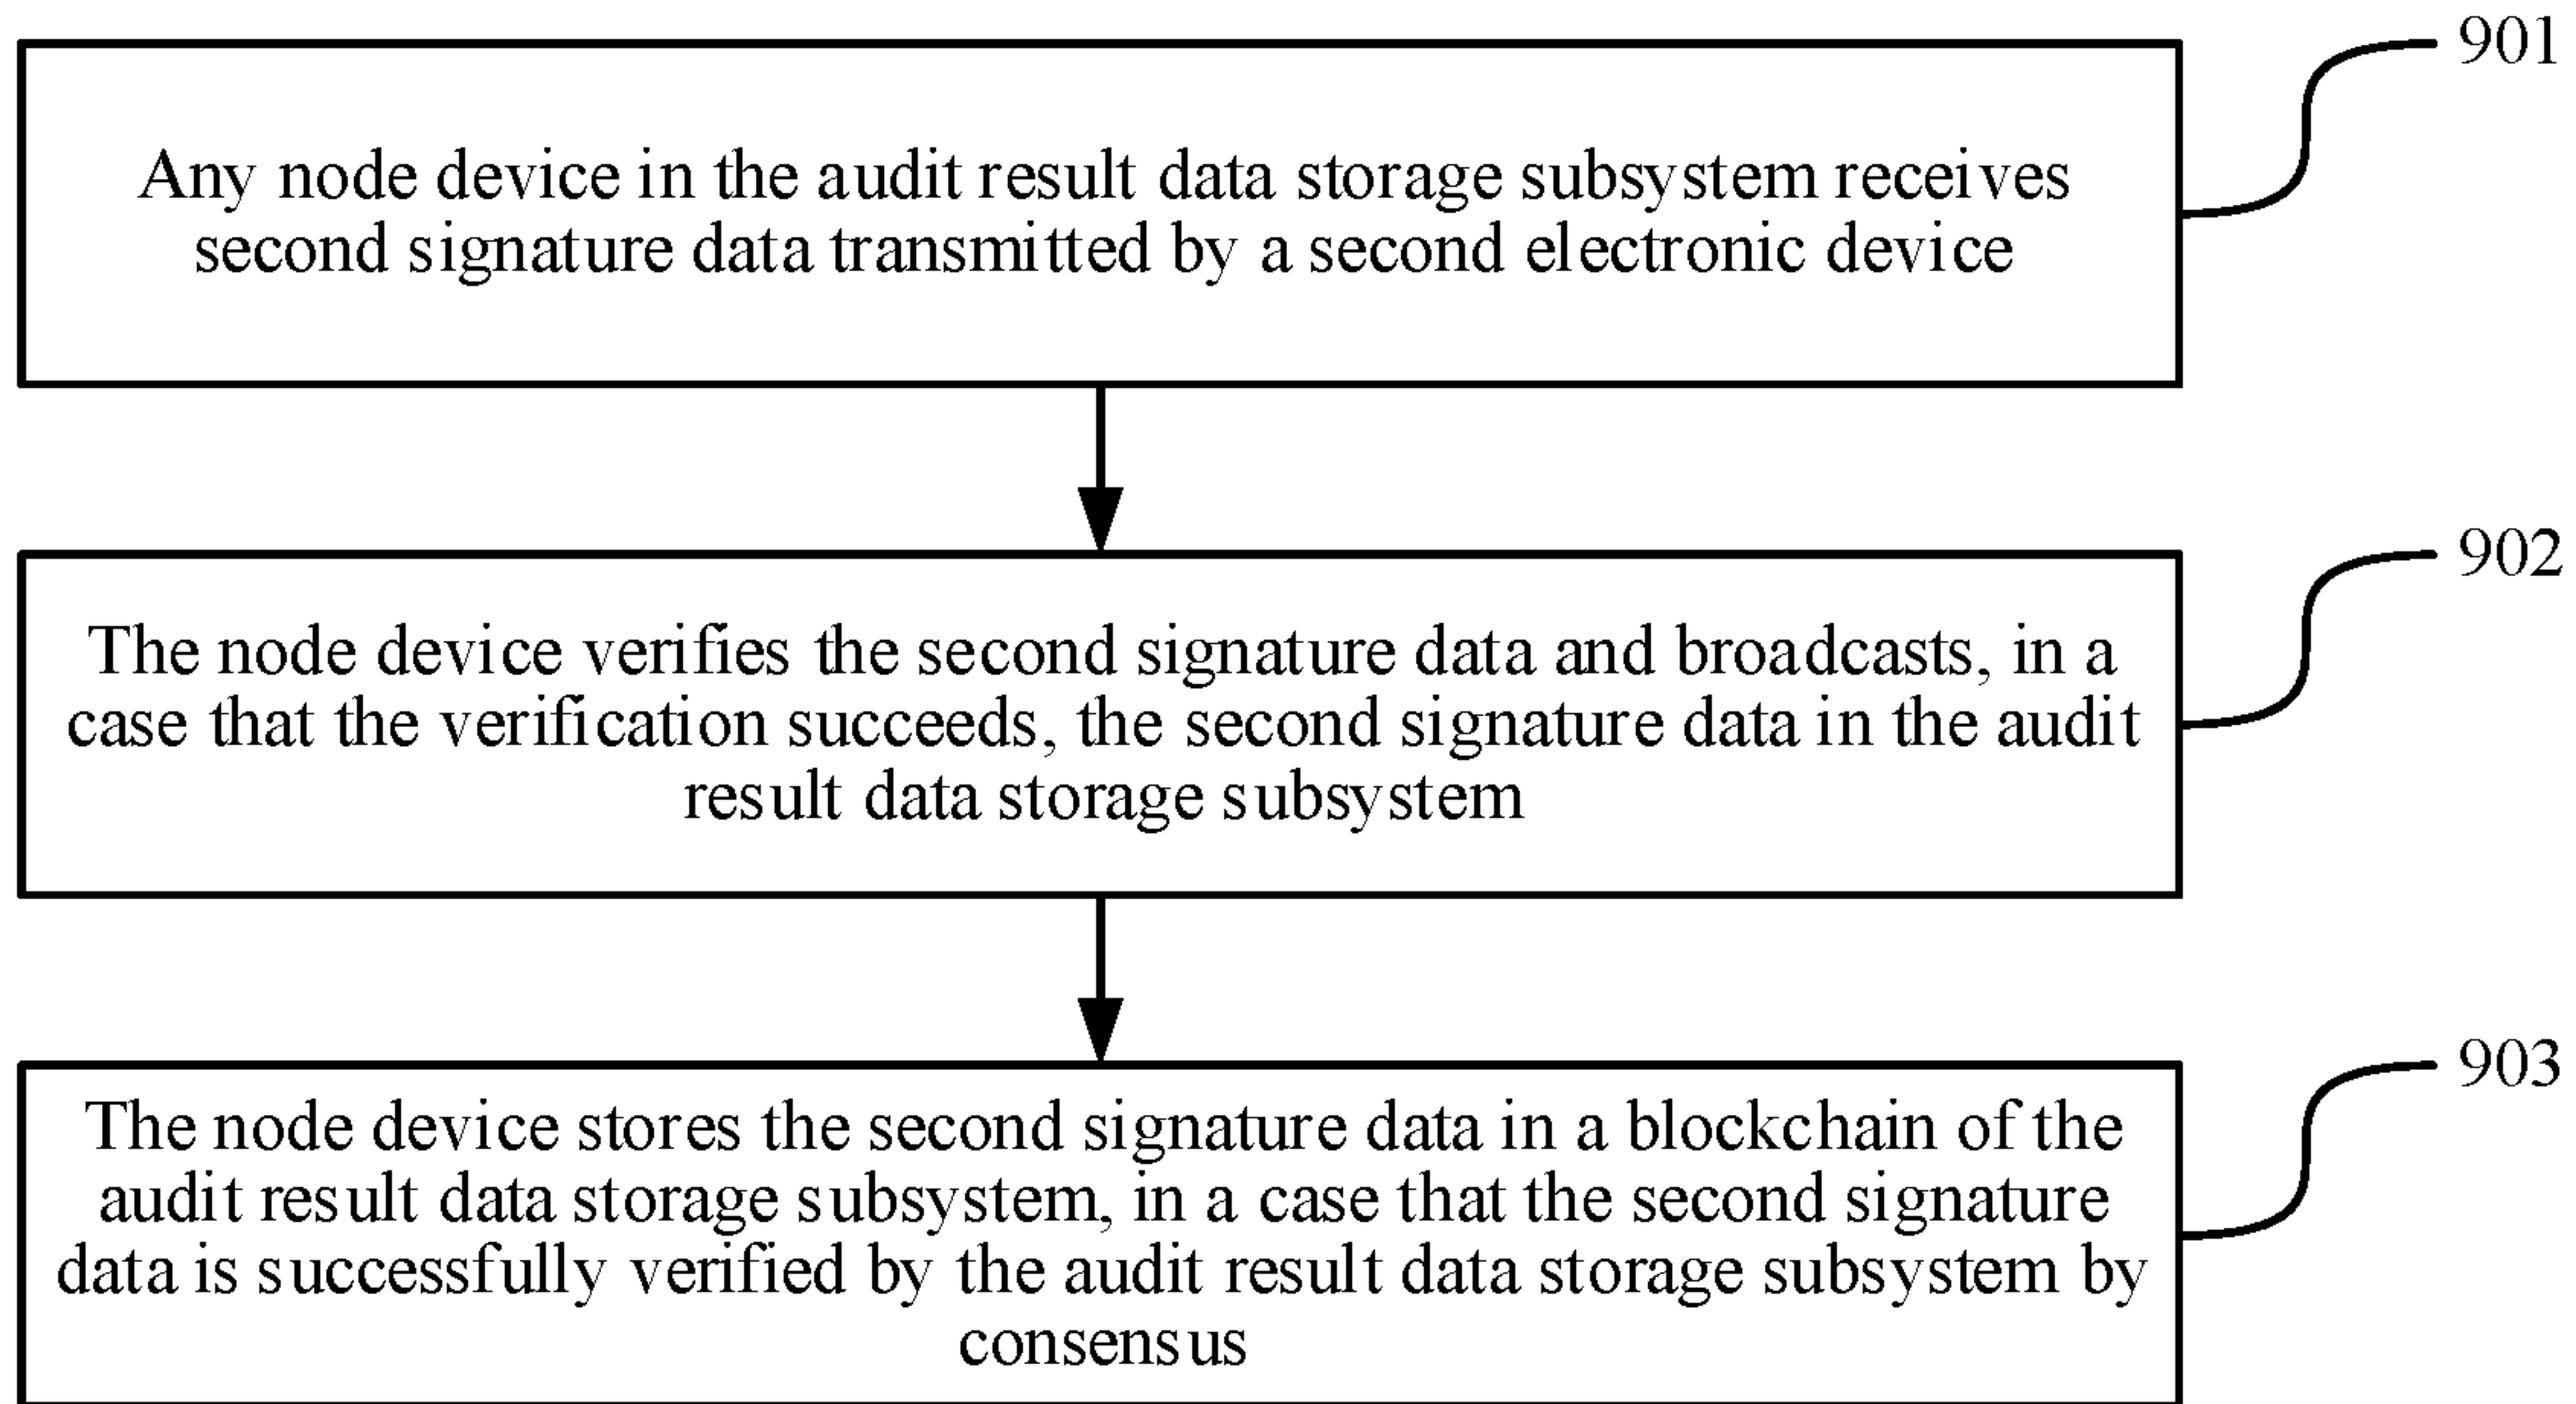 901
Any node device in the audit result data storage subsystem receives
second signature data transmitted by a second electronic device
902
The node device verifies the second signature data and broadcasts, in a
case that the verification succeeds, the second signature data in the audit
result data storage subsystem
903
The node device stores the second signature data in a blockchain of the
audit result data storage subsystem, in a case that the second signature
data is successfully verified by the audit result data storage subsystem by
consensus